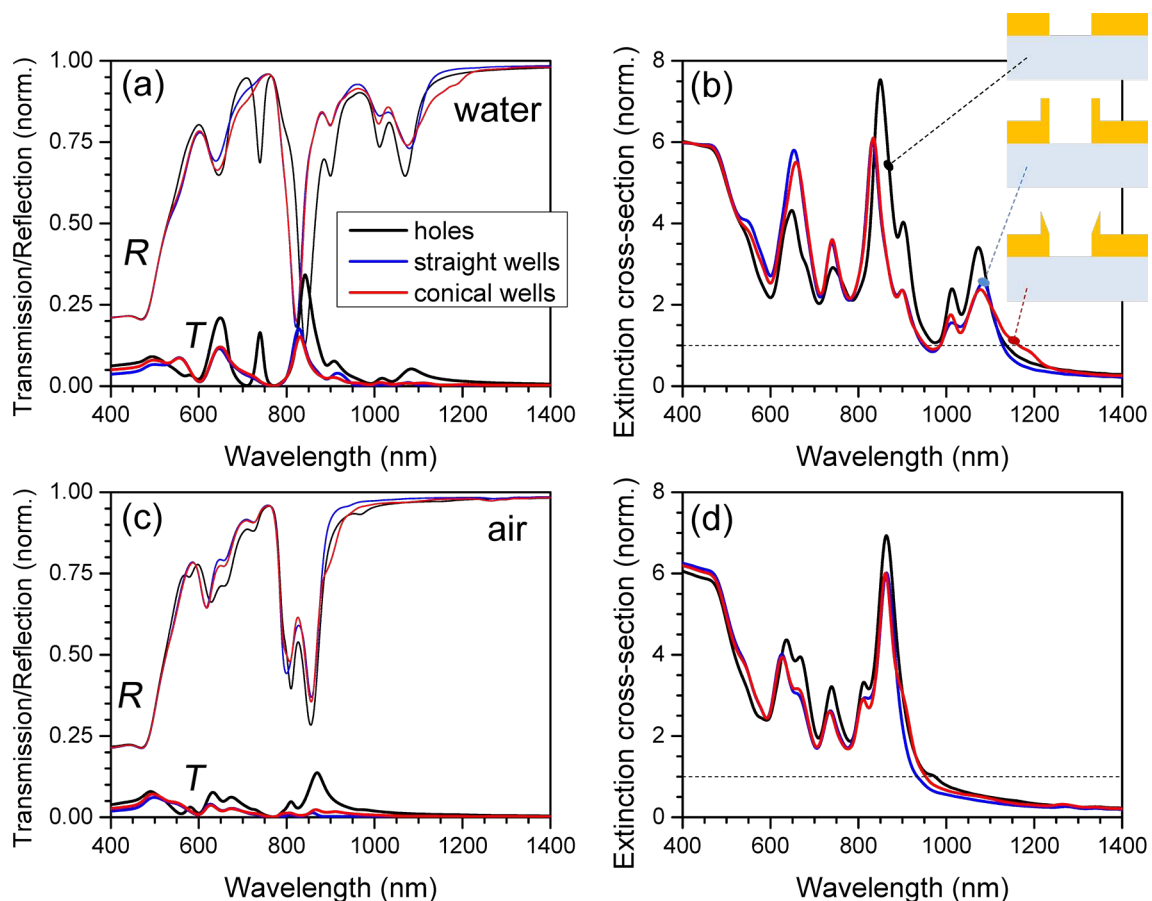 (a)
water
R
T
Transmission/Reflection (norm.)
1.00
0.75
0.50
0.25
0.00
400 600 800 1000 1200 1400
Wavelength (nm)
holes
straight wells
conical wells
(b)
Extinction cross-section (norm.)
8
6
4
2
0
400 600 800 1000 1200 1400
Wavelength (nm)
(c)
air
R
T
Transmission/Reflection (norm.)
1.00
0.75
0.50
0.25
0.00
400 600 800 1000 1200 1400
Wavelength (nm)
(d)
Extinction cross-section (norm.)
8
6
4
2
0
400 600 800 1000 1200 1400
Wavelength (nm)